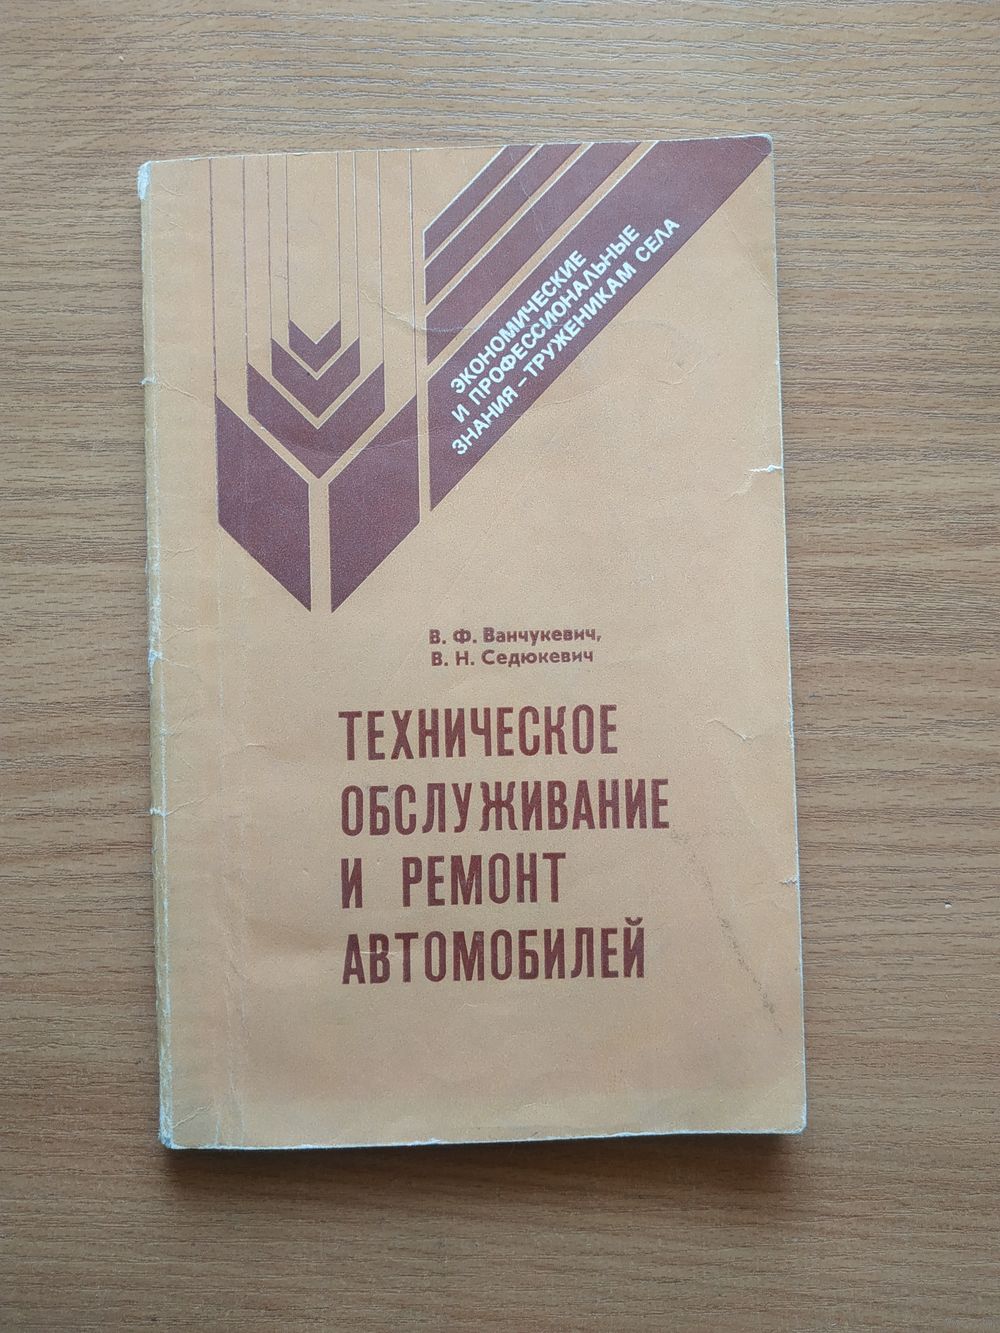 ЭКОНОМИЧЕСКИЕ
И ПРОФЕССИОНАЛЬНЫЕ
ЗНАНИЯ – ТРУЖЕНИКАМ СЕЛА
В. Ф. Ванчукевич,
В. Н. Седюкевич
ТЕХНИЧЕСКОЕ
ОБСЛУЖИВАНИЕ
И РЕМОНТ
АВТОМОБИЛЕЙ